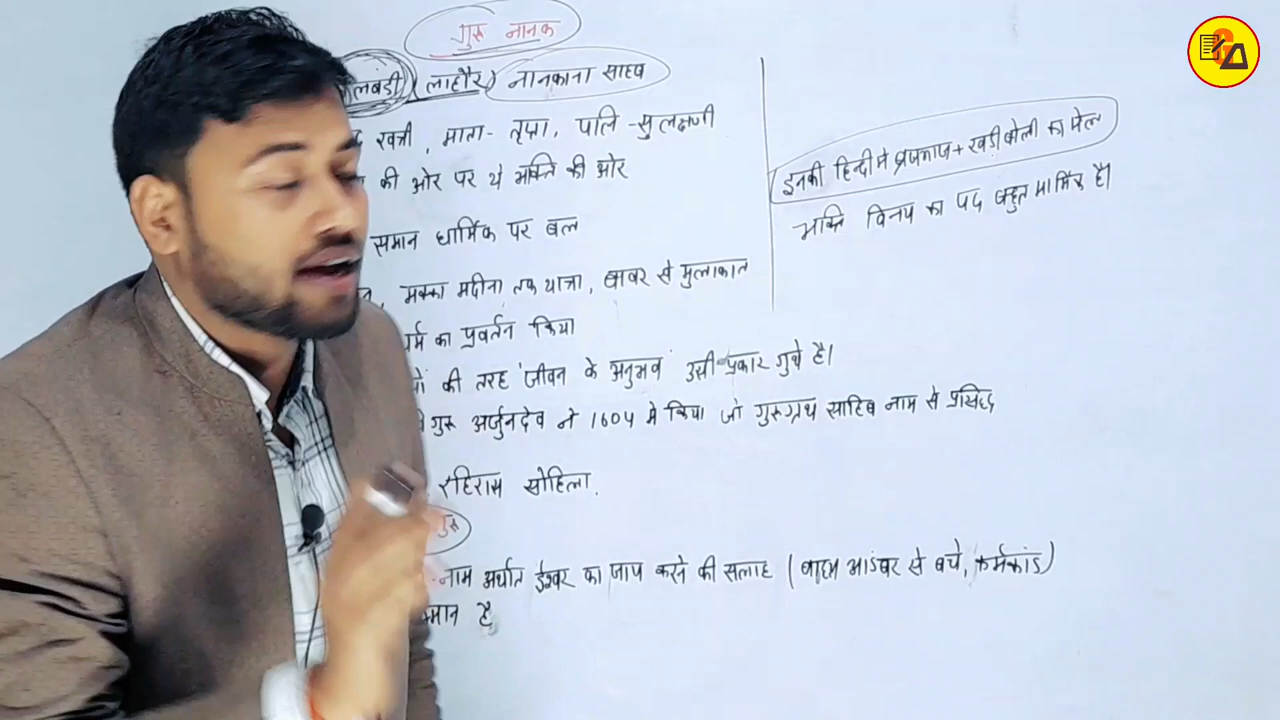 गुरू नानक
लबंडी (लाहौर) नानकाना साहब
खत्री, माता- तृप्ता, पत्नि -सुलक्षणी
की ओर पर थे भक्ति की ओर
समान धार्मिक पर बल
मक्का मदीना तक यात्रा, बाबर से मुलाकात
का प्रवर्तन किया
की तरह 'जीवन के अनुभव' उसी प्रकार गुथे है।
गुरू अर्जुनदेव ने 1604 मे किया जो गुरूग्रंथ साहिब नाम से प्रसिद्ध
रहिरास सोहिला.
गुरू
नाम अर्थात ईश्वर का जाप करने की सलाह (बाह्य आडंबर से बचे, कर्मकांड)
मान है
इनकी हिन्दी मे ब्रजभाषा + खड़ी बोली का मेल
भक्ति विनय का पद बहुत मार्मिक है।